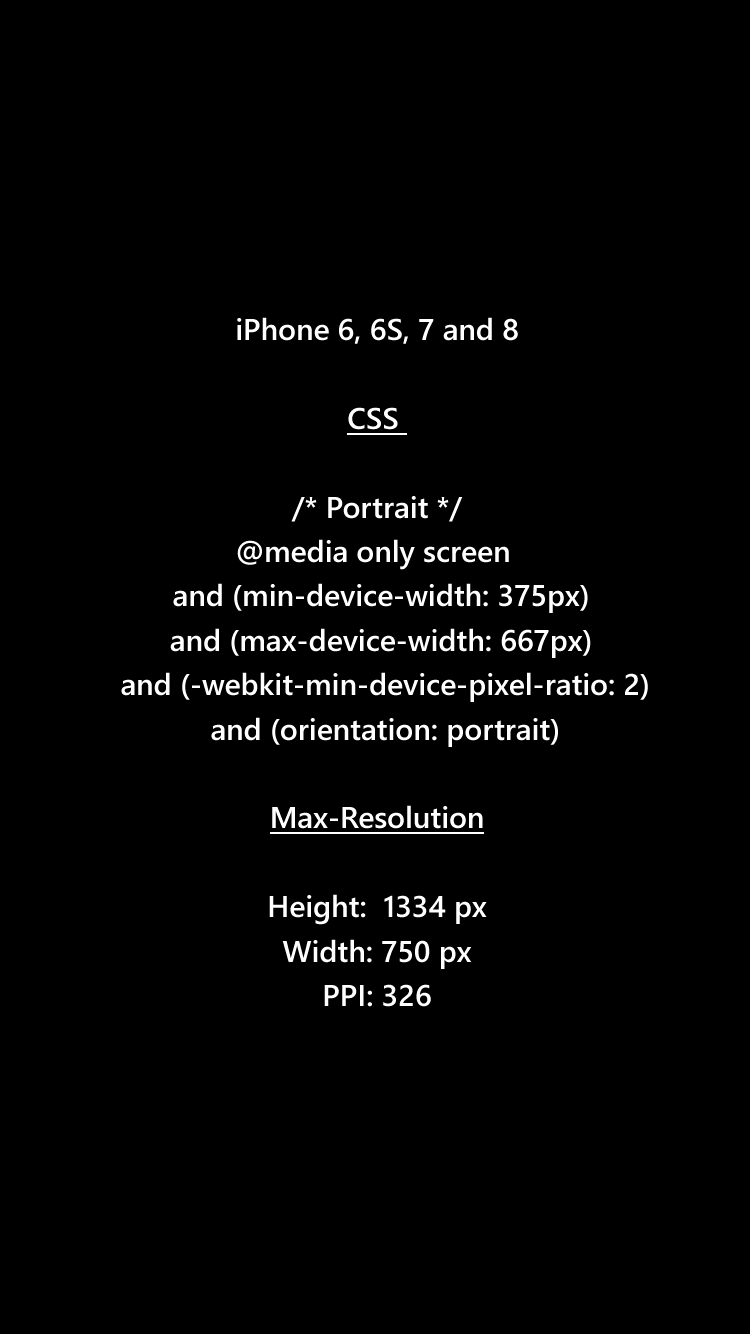 iPhone 6, 6S, 7 and 8
CSS
/* Portrait */
@media only screen
and (min-device-width: 375px)
and (max-device-width: 667px)
and (-webkit-min-device-pixel-ratio: 2)
and (orientation: portrait)
Max-Resolution
Height:  1334 px
Width: 750 px
PPI: 326